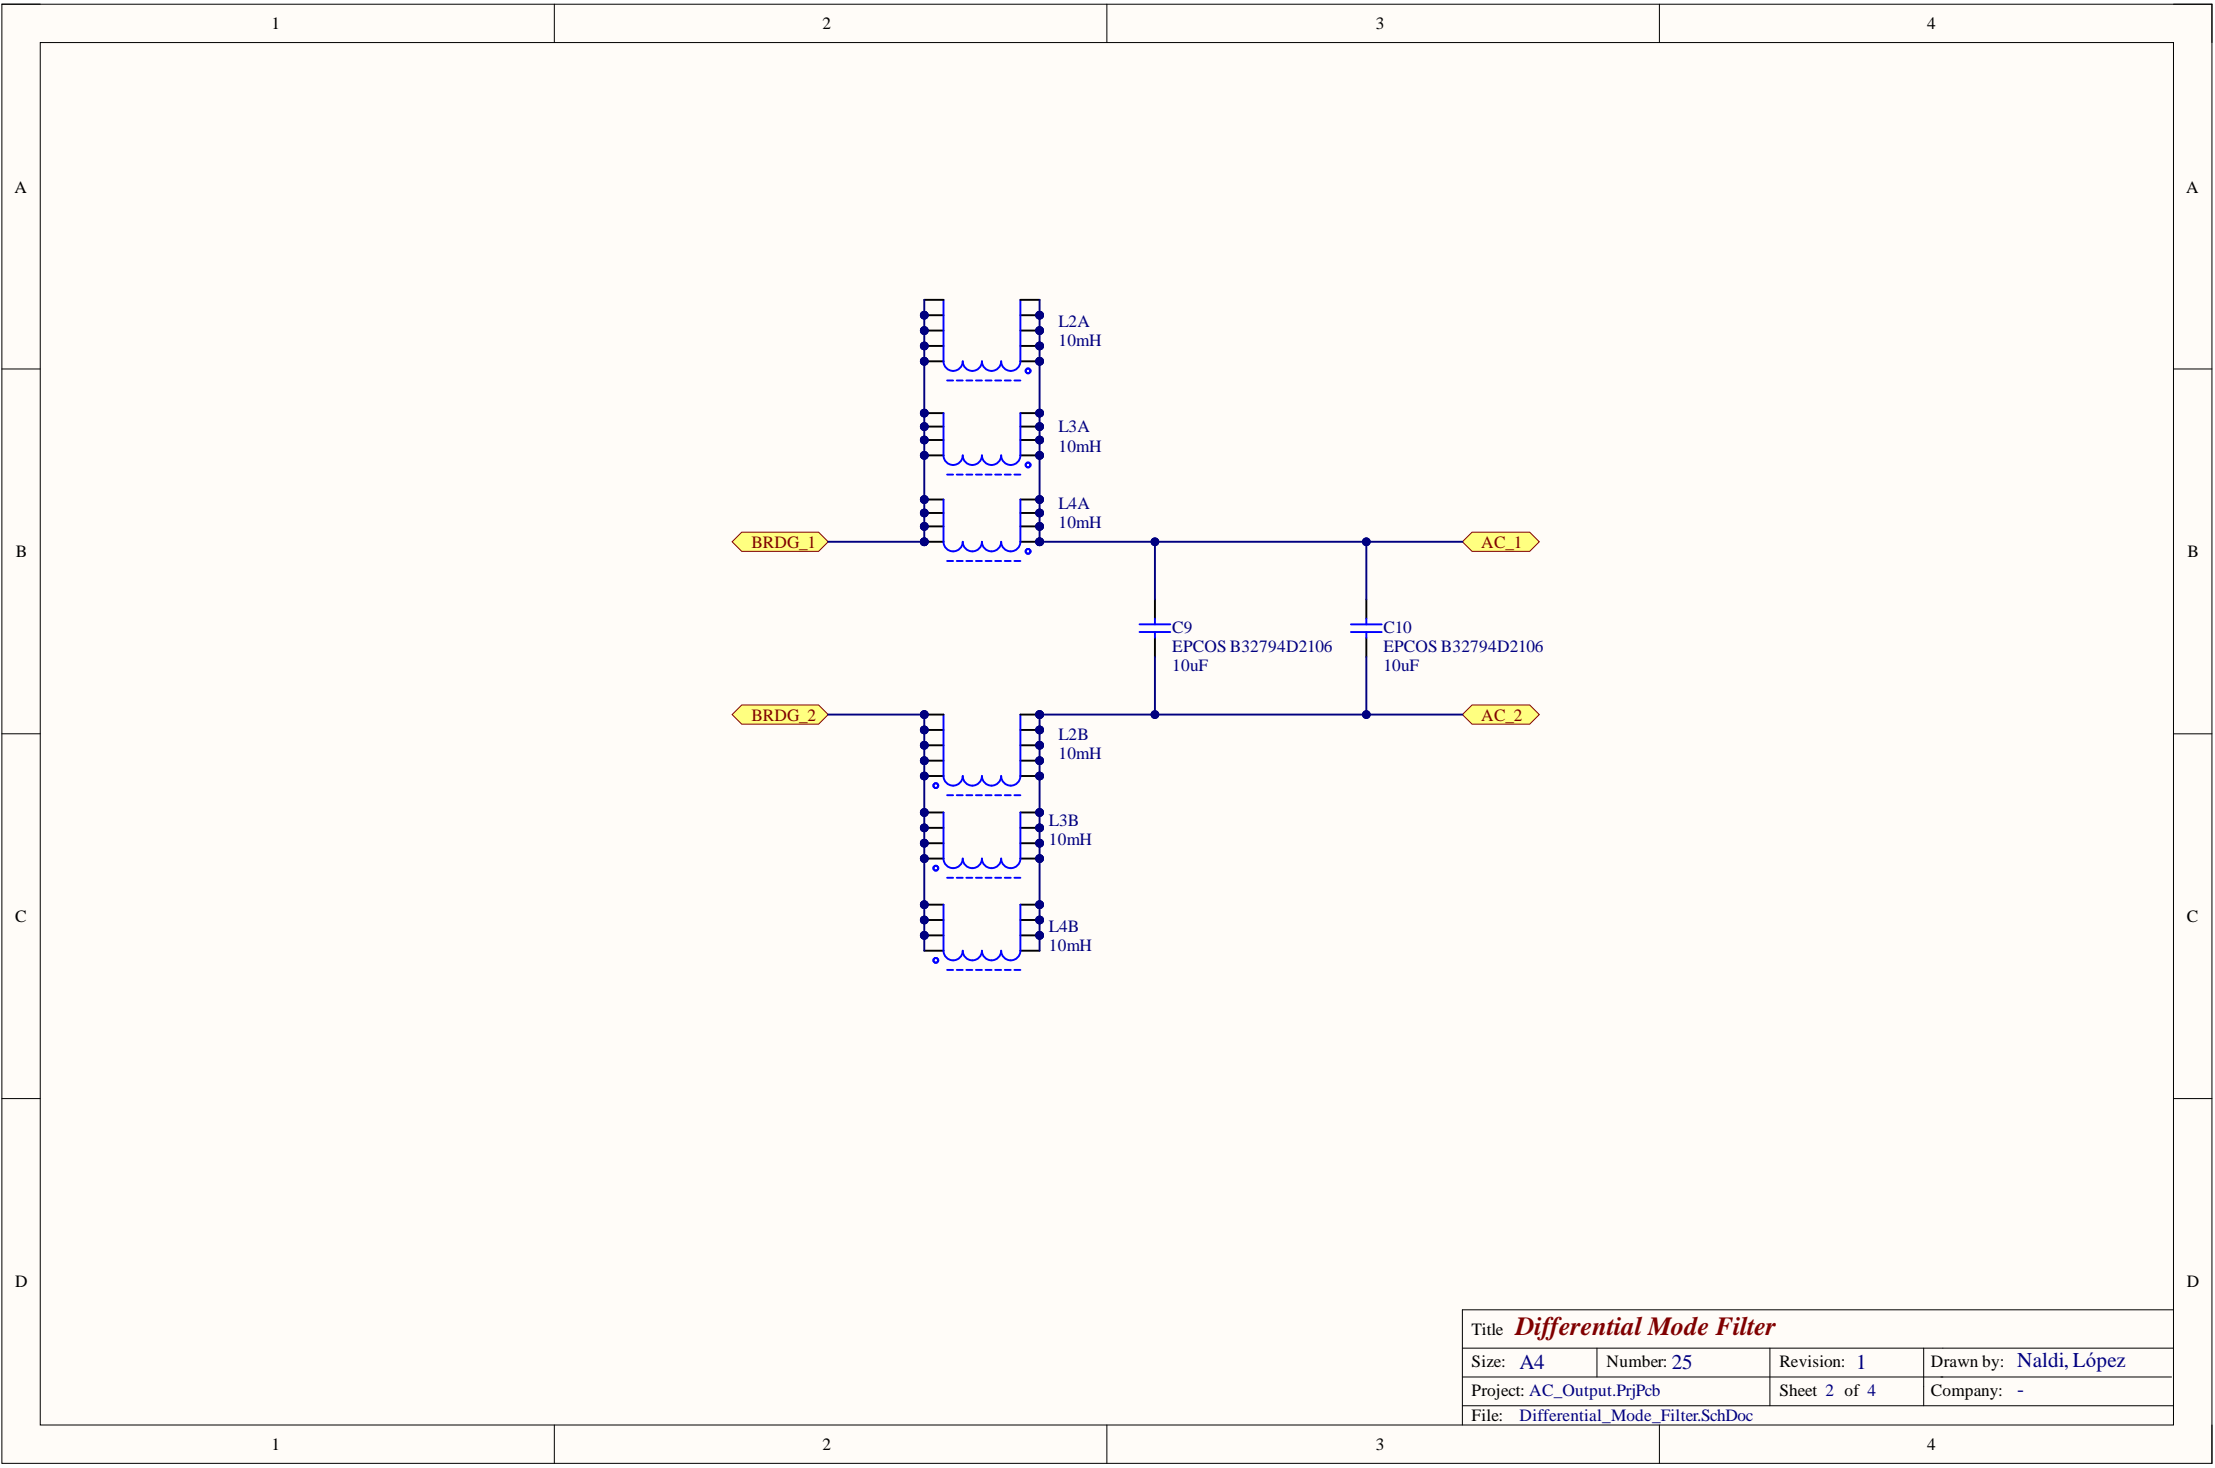 1 2 3 4
A A
L2A
10mH
L3A
10mH
L4A
10mH
BRDG_1 AC_1
B B
C9 C10
EPCOS B32794D2106 EPCOS B32794D2106
10uF 10uF
BRDG_2 AC_2
L2B
10mH
L3B
10mH
C C
L4B
10mH
D D
Title Differential Mode Filter
Size: A4 Number: 25 Revision: 1 Drawn by: Naldi, López
Project: AC_Output.PrjPcb Sheet 2 of 4 Company: -
File: Differential_Mode_Filter.SchDoc
1 2 3 4